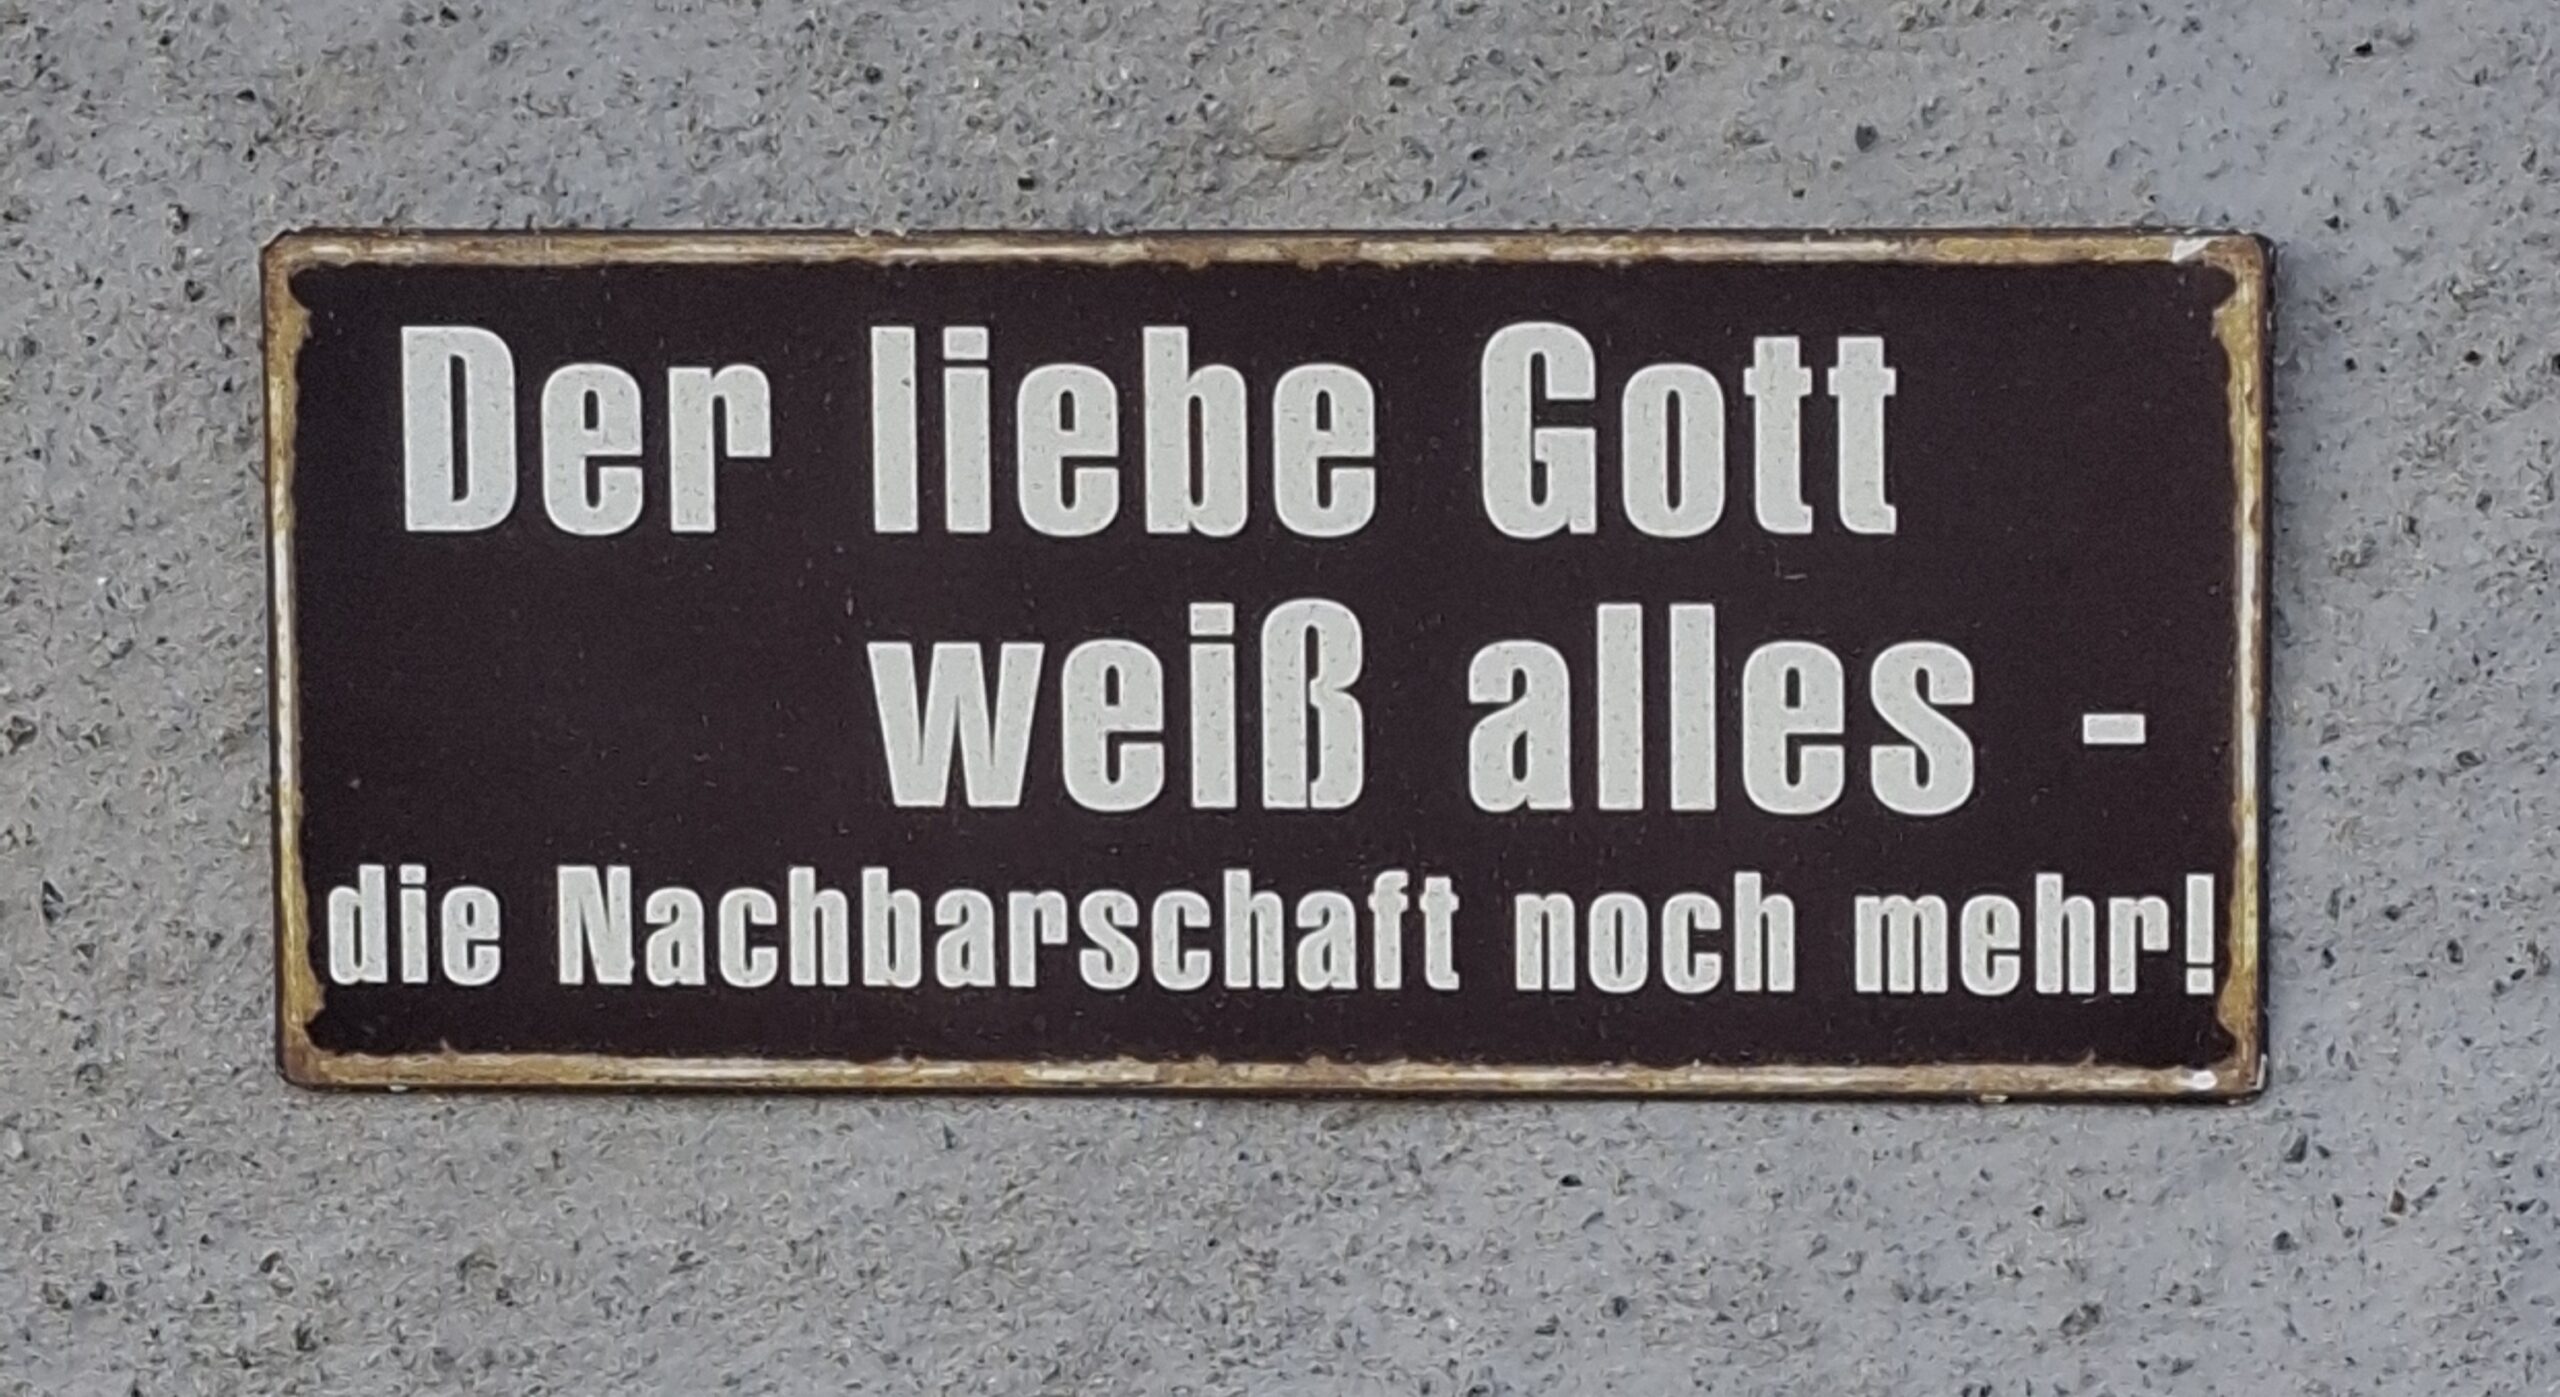 Der liebe Gott
weiß alles -
die Nachbarschaft noch mehr!